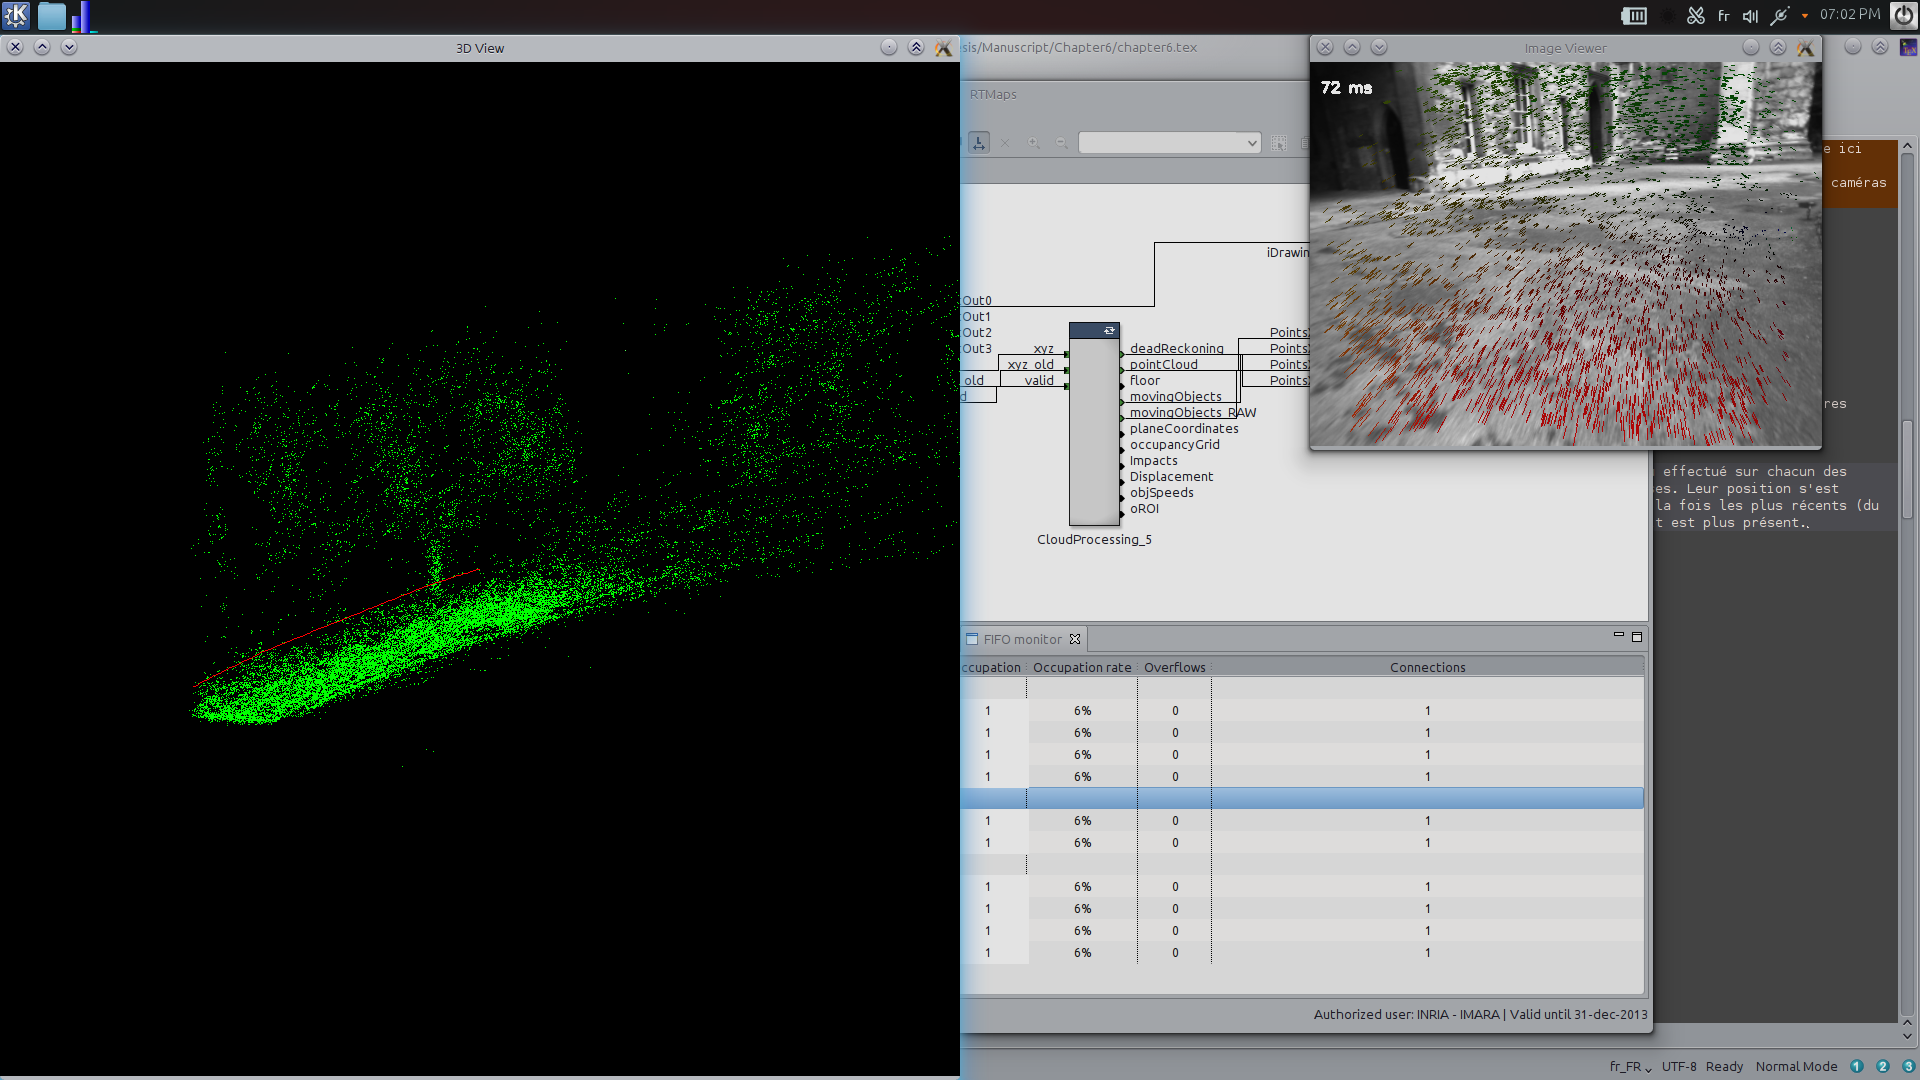 fr
07:02 PM
3D View
sis/Manuscript/Chapter6/chapter6.tex
Image Viewer
RTMaps
72 ms
e ici
caméras
iDrawin
Out0
Out1
Out2
Out3
old
d
xyz
xyz_old
valid
deadReckoning
pointCloud
floor
movingObjects
movingObjects_RAW
planeCoordinates
occupancyGrid
Impacts
Displacement
objSpeeds
oROI
Points
Points
Points
Points
CloudProcessing_5
res
effectué sur chacun des
es. Leur position s'est
la fois les plus récents (du
t est plus présent.
FIFO monitor
ccupation Occupation rate Overflows Connections
1 6% 0 1
1 6% 0 1
1 6% 0 1
1 6% 0 1
1 6% 0 1
1 6% 0 1
1 6% 0 1
1 6% 0 1
1 6% 0 1
1 6% 0 1
Authorized user: INRIA - IMARA | Valid until 31-dec-2013
fr_FR UTF-8 Ready Normal Mode 1 2 3